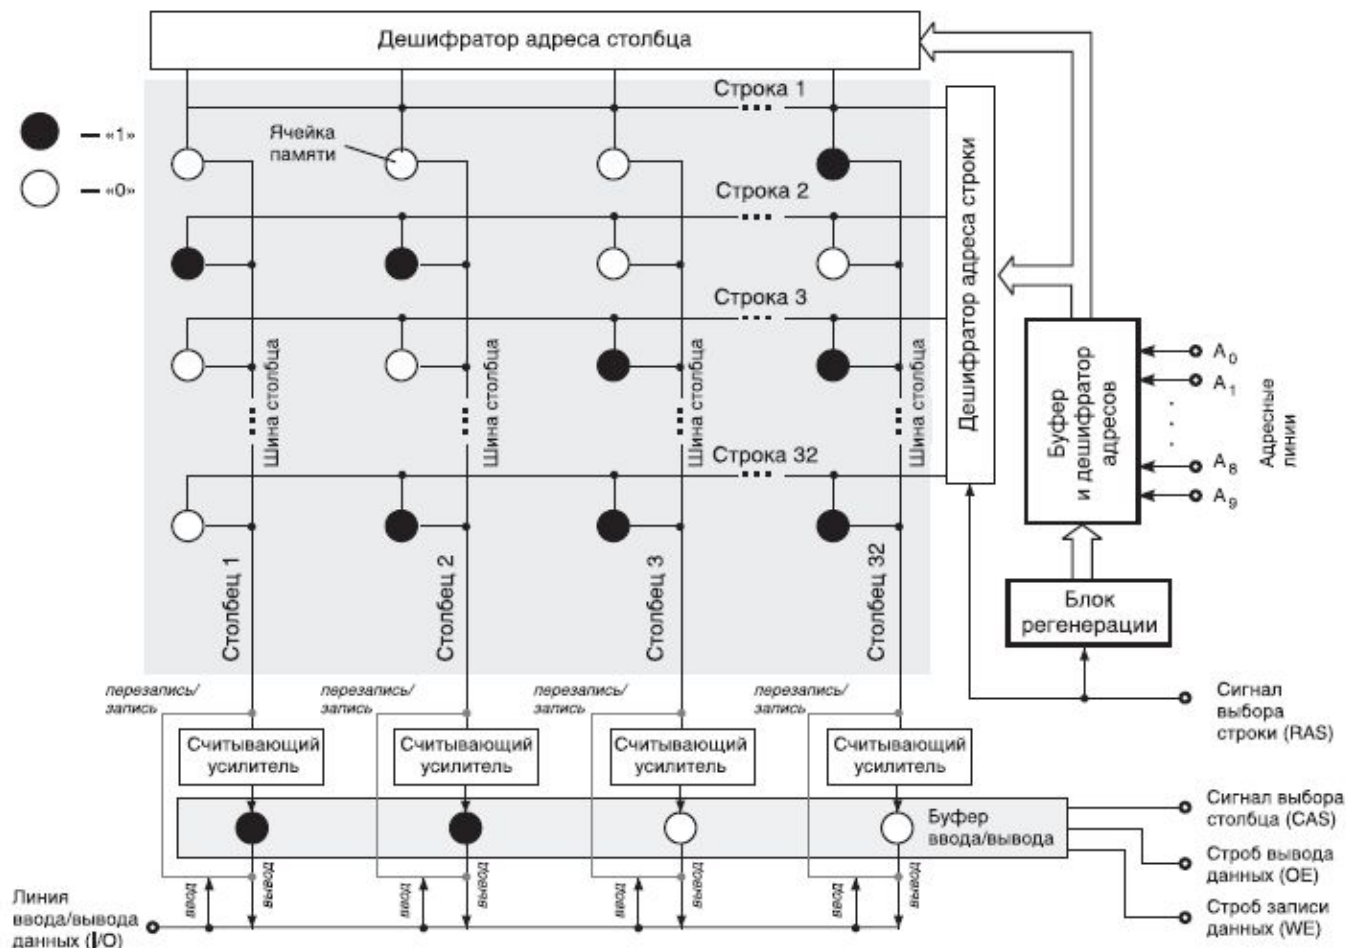 Дешифратор адреса столбца
— «1»
— «0»
Строка 1
Ячейка
памяти
Строка 2
Строка 3
Строка 32
Шина столбца
Шина столбца
Шина столбца
Шина столбца
Столбец 1
Столбец 2
Столбец 3
Столбец 32
Дешифратор адреса строки
Буфер
и дешифратор
адресов
A0
A1
A8
A9
Адресные
линии
Блок
регенерации
Сигнал
выбора
строки (RAS)
перезапись/
запись
перезапись/
запись
перезапись/
запись
перезапись/
запись
Считывающий
усилитель
Считывающий
усилитель
Считывающий
усилитель
Считывающий
усилитель
Буфер
ввода/вывода
Сигнал выбора
столбца (CAS)
Строб вывода
данных (OE)
Строб записи
данных (WE)
ввод
вывод
ввод
вывод
ввод
вывод
ввод
вывод
Линия
ввода/вывода
данных (I/O)